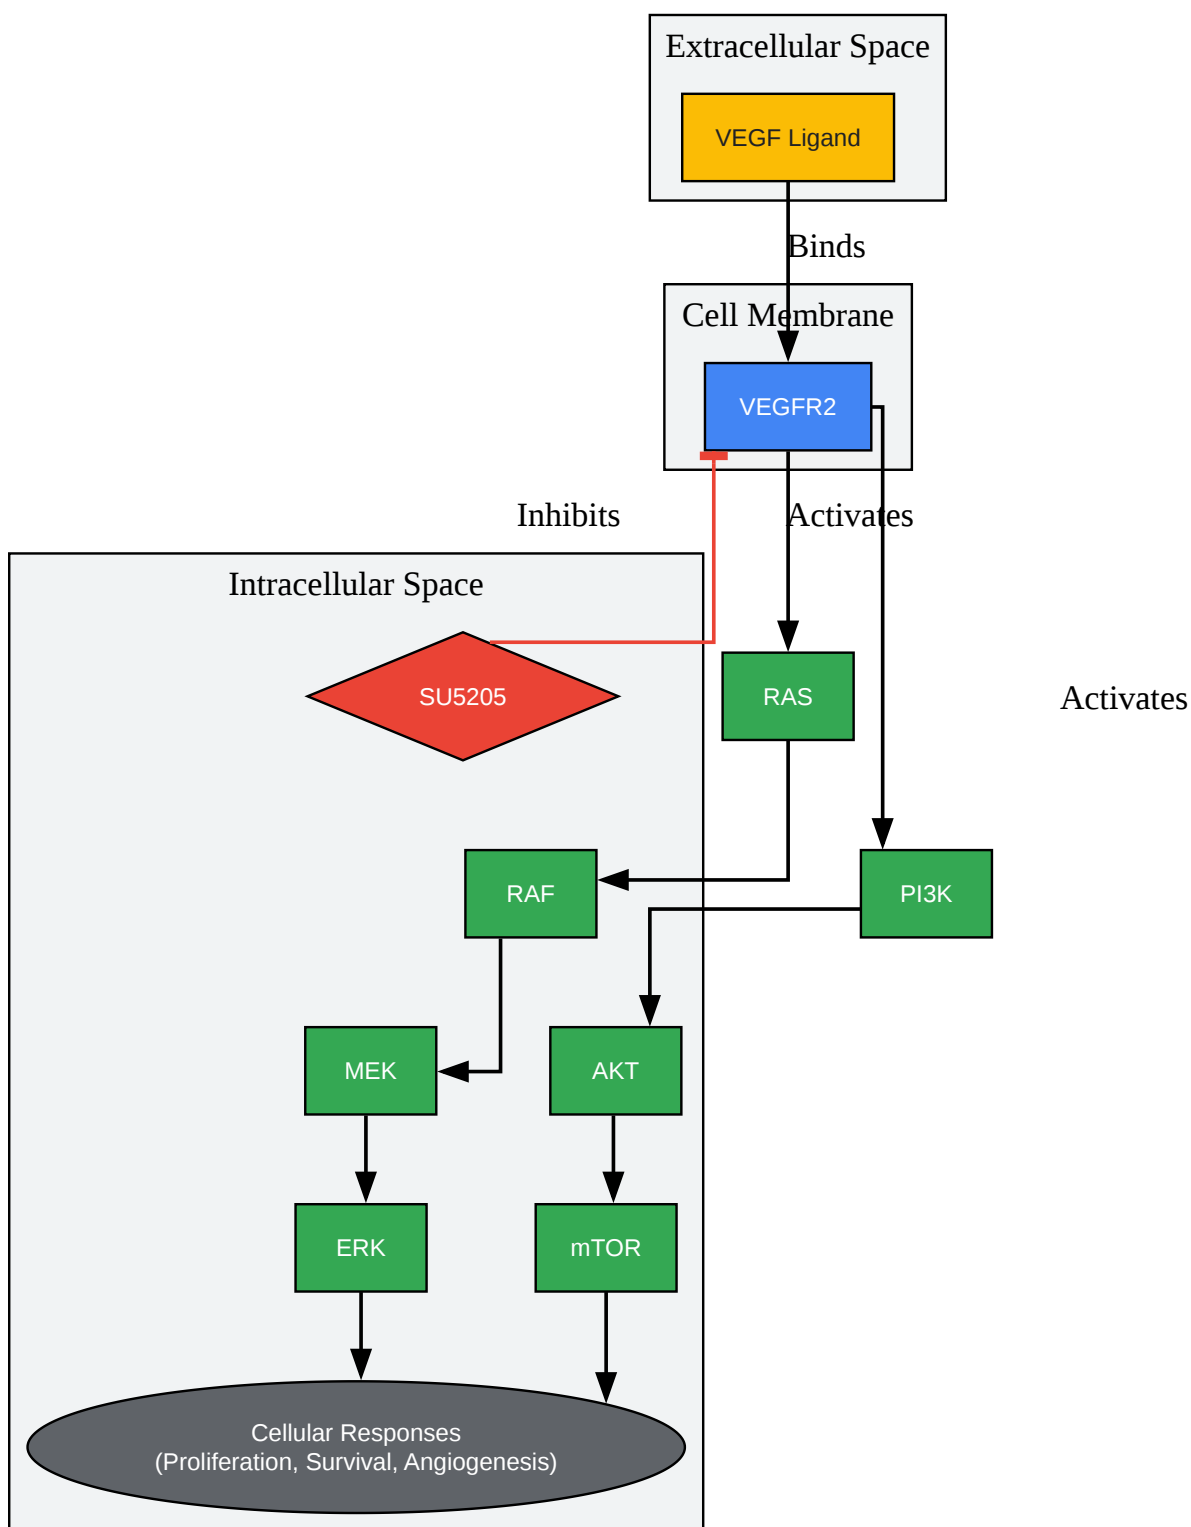 Extracellular Space
VEGF Ligand
Binds
Cell Membrane
VEGFR2
Inhibits
Activates
Intracellular Space
SU5205
RAS
Activates
RAF
PI3K
MEK
AKT
ERK
mTOR
Cellular Responses
(Proliferation, Survival, Angiogenesis)